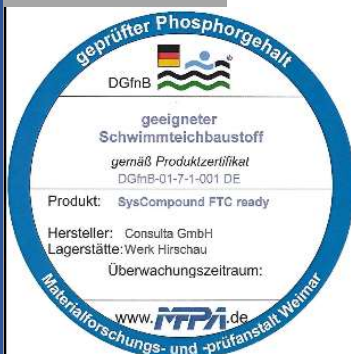 geprüfter Phosphorgehalt
DGfnB
geeigneter
Schwimmteichbaustoff
gemäß Produktzertifikat
DGfnB-01-7-1-001 DE
Produkt: SysCompound FTC ready
Hersteller: Consulta GmbH
Lagerstätte: Werk Hirschau
Überwachungszeitraum:
www.MFPA.de
Materialforschungs- und -prüfanstalt Weimar